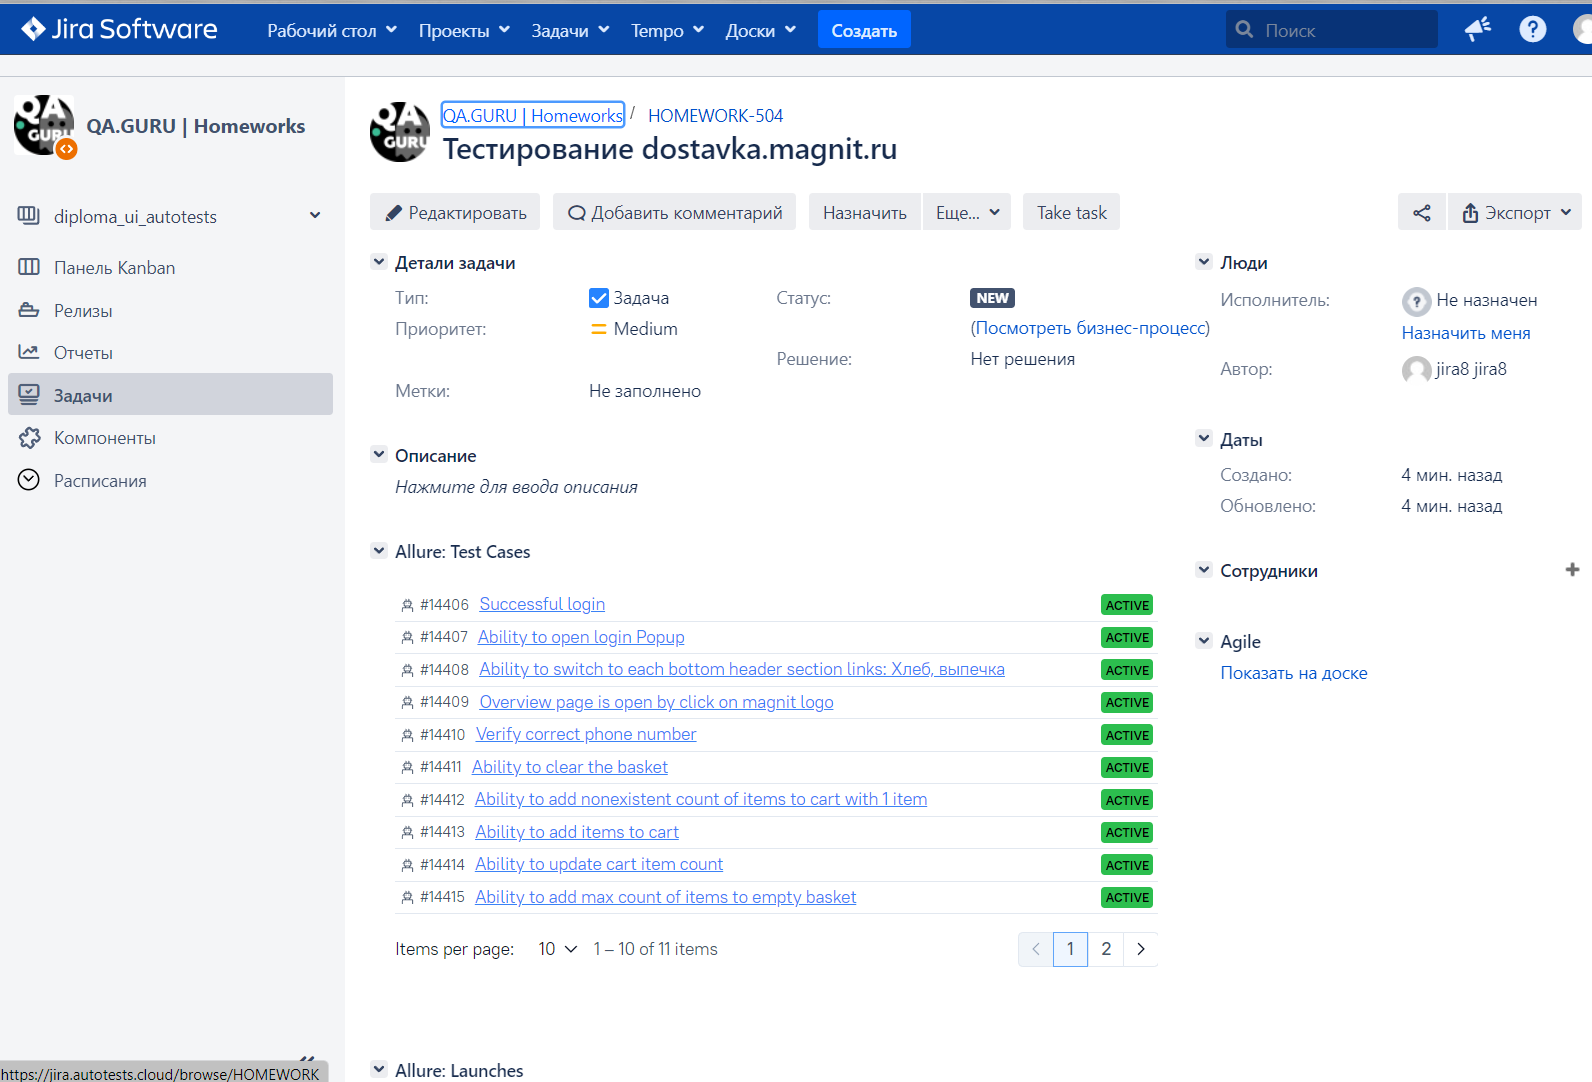 Jira Software
Рабочий стол
Проекты
Задачи
Tempo
Доски
Создать
Поиск
QA GURU
QA.GURU | Homeworks
diploma_ui_autotests
Панель Kanban
Релизы
Отчеты
Задачи
Компоненты
Расписания
QA GURU
QA.GURU | Homeworks / HOMEWORK-504
Тестирование dostavka.magnit.ru
Редактировать
Добавить комментарий
Назначить
Еще...
Take task
Экспорт
Детали задачи
Тип: Задача
Статус: NEW
(Посмотреть бизнес-процесс)
Приоритет: Medium
Решение: Нет решения
Метки: Не заполнено
Описание
Нажмите для ввода описания
Allure: Test Cases
#14406 Successful login ACTIVE
#14407 Ability to open login Popup ACTIVE
#14408 Ability to switch to each bottom header section links: Хлеб, выпечка ACTIVE
#14409 Overview page is open by click on magnit logo ACTIVE
#14410 Verify correct phone number ACTIVE
#14411 Ability to clear the basket ACTIVE
#14412 Ability to add nonexistent count of items to cart with 1 item ACTIVE
#14413 Ability to add items to cart ACTIVE
#14414 Ability to update cart item count ACTIVE
#14415 Ability to add max count of items to empty basket ACTIVE
Items per page: 10 1 – 10 of 11 items
1 2
Allure: Launches
Люди
Исполнитель: Не назначен
Назначить меня
Автор: jira8 jira8
Даты
Создано: 4 мин. назад
Обновлено: 4 мин. назад
Сотрудники
Agile
Показать на доске
https://jira.autotests.cloud/browse/HOMEWORK